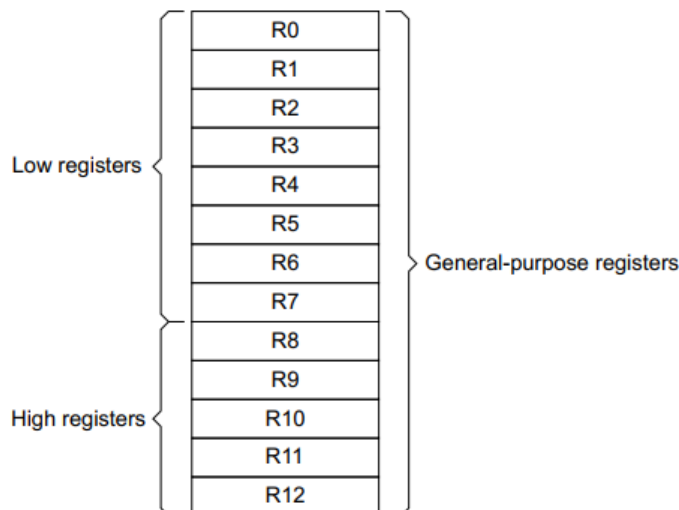 R0
R1
R2
R3
Low registers
R4
R5
R6
General-purpose registers
R7
R8
R9
High registers
R10
R11
R12